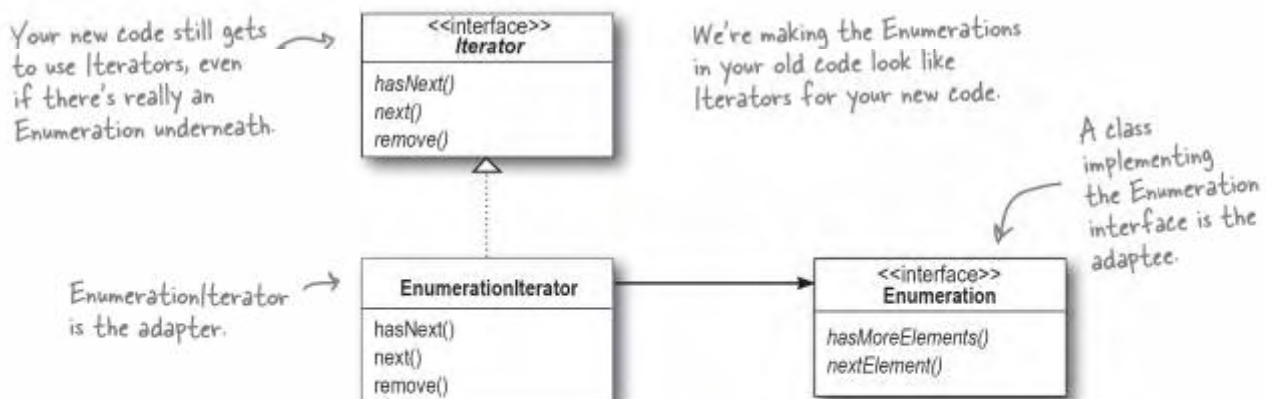 Your new code still gets
to use Iterators, even
if there's really an
Enumeration underneath.
<<interface>>
Iterator
hasNext()
next()
remove()
We're making the Enumerations
in your old code look like
Iterators for your new code.
A class
implementing
the Enumeration
interface is the
adaptee.
EnumerationIterator
is the adapter.
EnumerationIterator
hasNext()
next()
remove()
<<interface>>
Enumeration
hasMoreElements()
nextElement()